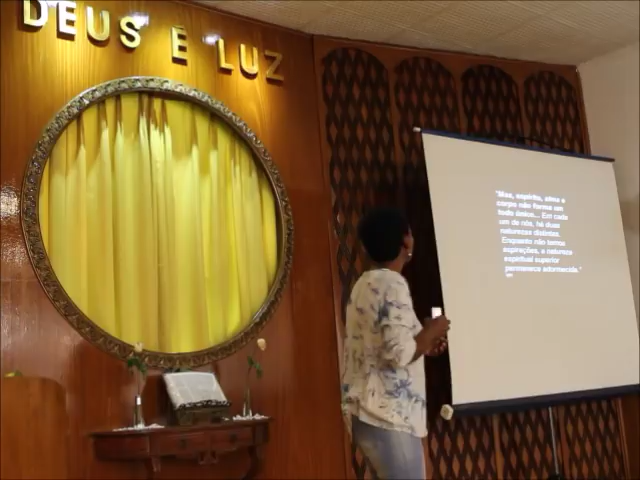 DEUS É LUZ
"Mas, espírito, alma e
corpo não forma um
todo único... Em cada
um de nós, há duas
naturezas distintas.
Enquanto não temos
aspirações, a natureza
espiritual superior
permanece adormecida."